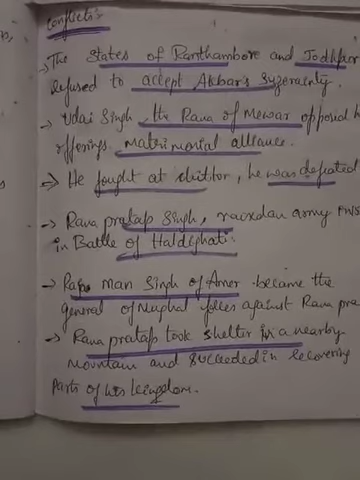 Conflicts:-
→ The States of Ranthambore and Jodhpur
refused to accept Akbar's suzerainty.
→ Udai Singh, the Rana of Mewar opposed h
offerings matrimonial alliance.
→ He fought at chittor, he was defeated
→ Rana pratap Singh, army
in Battle of Haldighati.
→ Raja man Singh of Amer became the
general of Mughal forces against Rana pra
→ Rana pratap took shelter in a nearby
mountain and succeeded in recovering
parts of his kingdom.